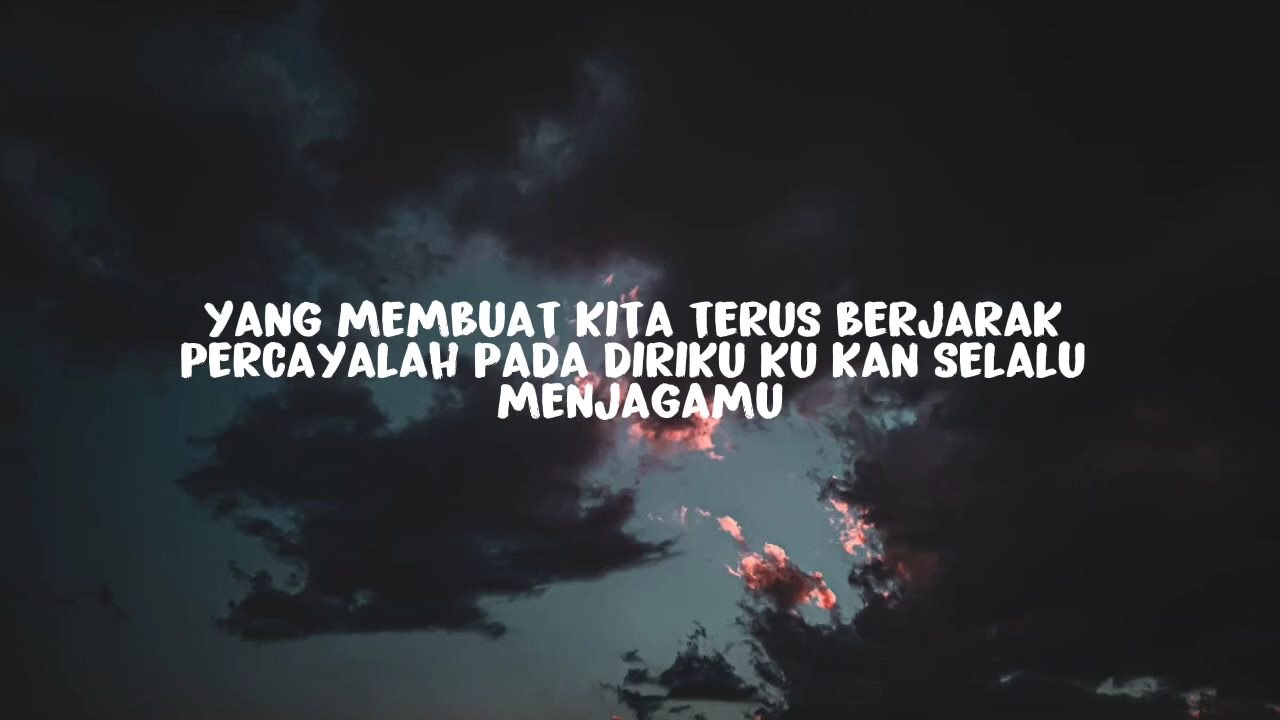 YANG MEMBUAT KITA TERUS BERJARAK
PERCAYALAH PADA DIRIKU KU KAN SELALU
MENJAGAMU